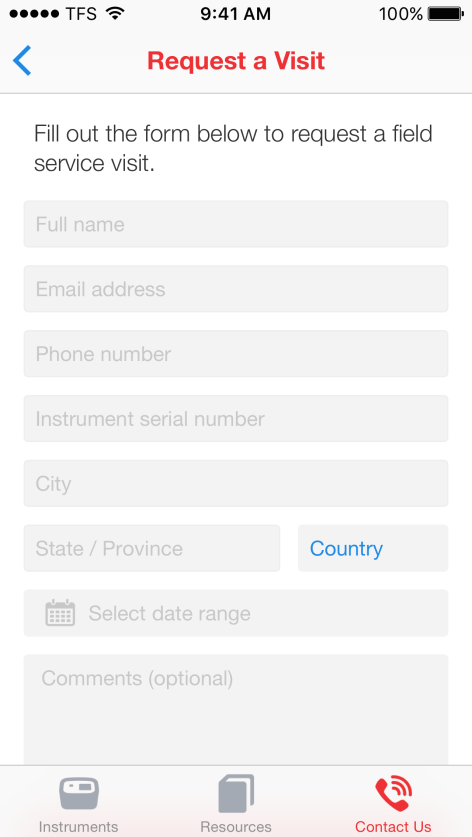 TFS 9:41 AM 100%
Request a Visit
Fill out the form below to request a field
service visit.
Full name
Email address
Phone number
Instrument serial number
City
State / Province Country
Select date range
Comments (optional)
Instruments Resources Contact Us